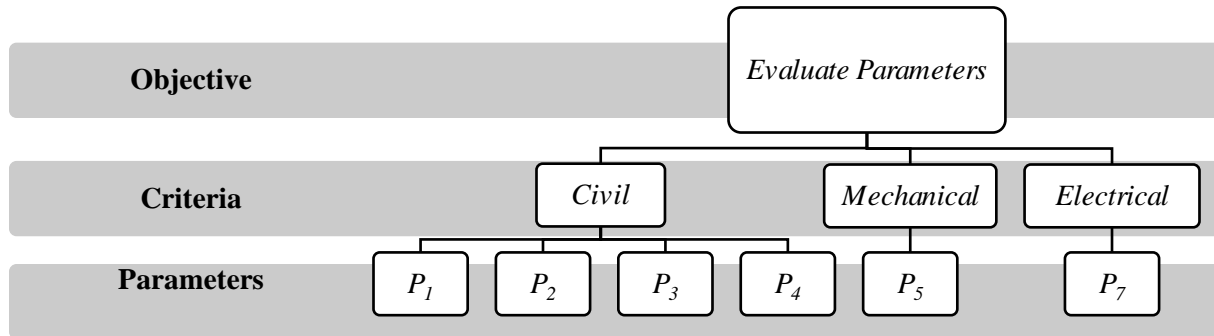 Objective
Evaluate Parameters
Criteria
Civil
Mechanical
Electrical
Parameters
P1
P2
P3
P4
P5
P7